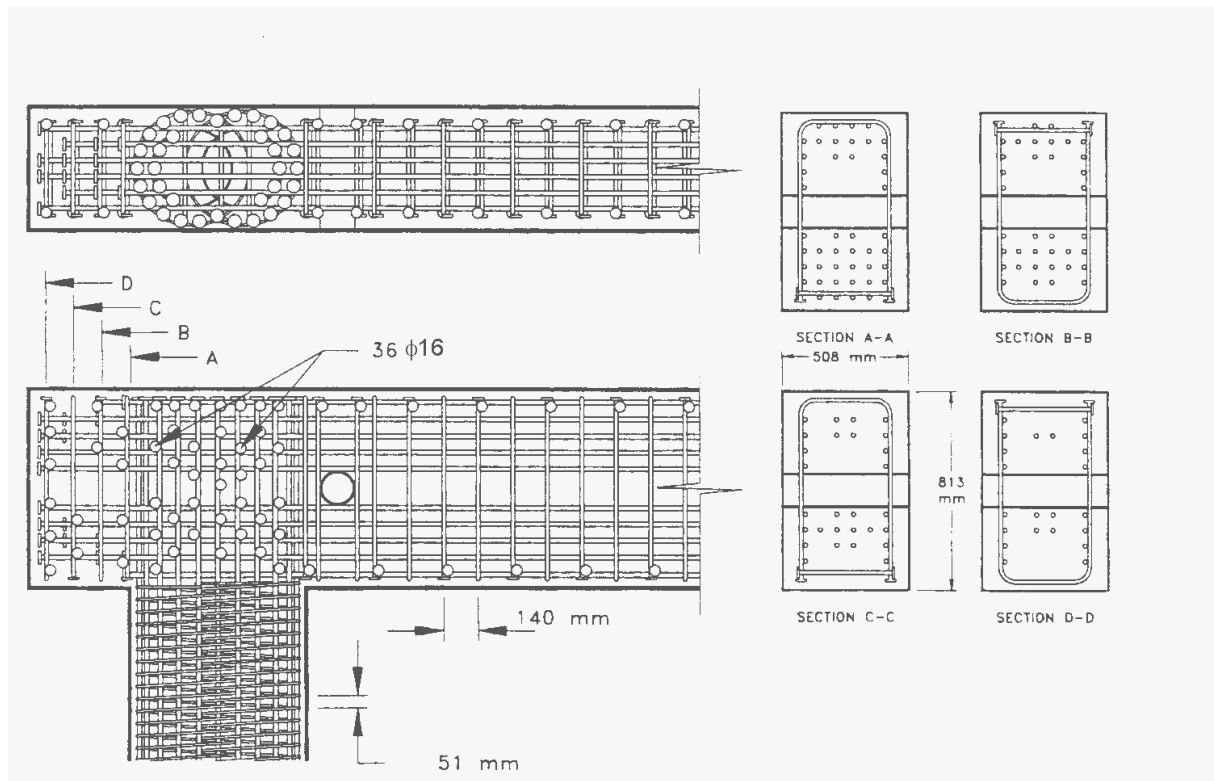 D
C
B
A
36 ϕ16
140 mm
51 mm
SECTION A-A
SECTION B-B
508 mm
813
mm
SECTION C-C
SECTION D-D